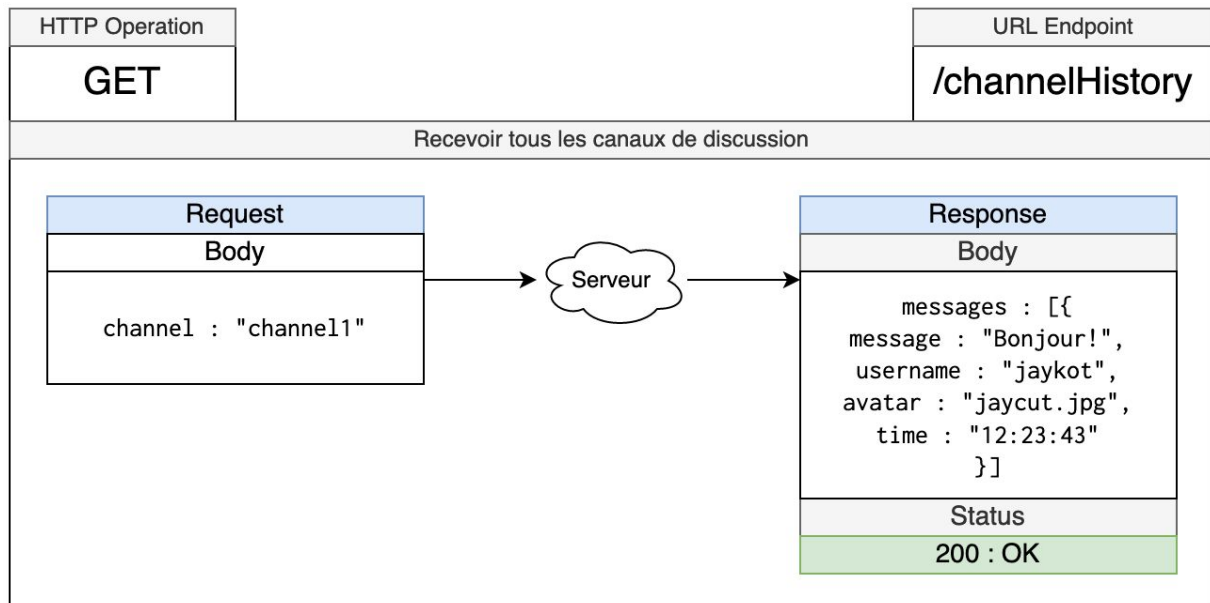 HTTP Operation
URL Endpoint
GET
/channelHistory
Recevoir tous les canaux de discussion
Request
Body
channel : "channel1"
Serveur
Response
Body
messages : [{
message : "Bonjour!",
username : "jaykot",
avatar : "jaycut.jpg",
time : "12:23:43"
}]
Status
200 : OK